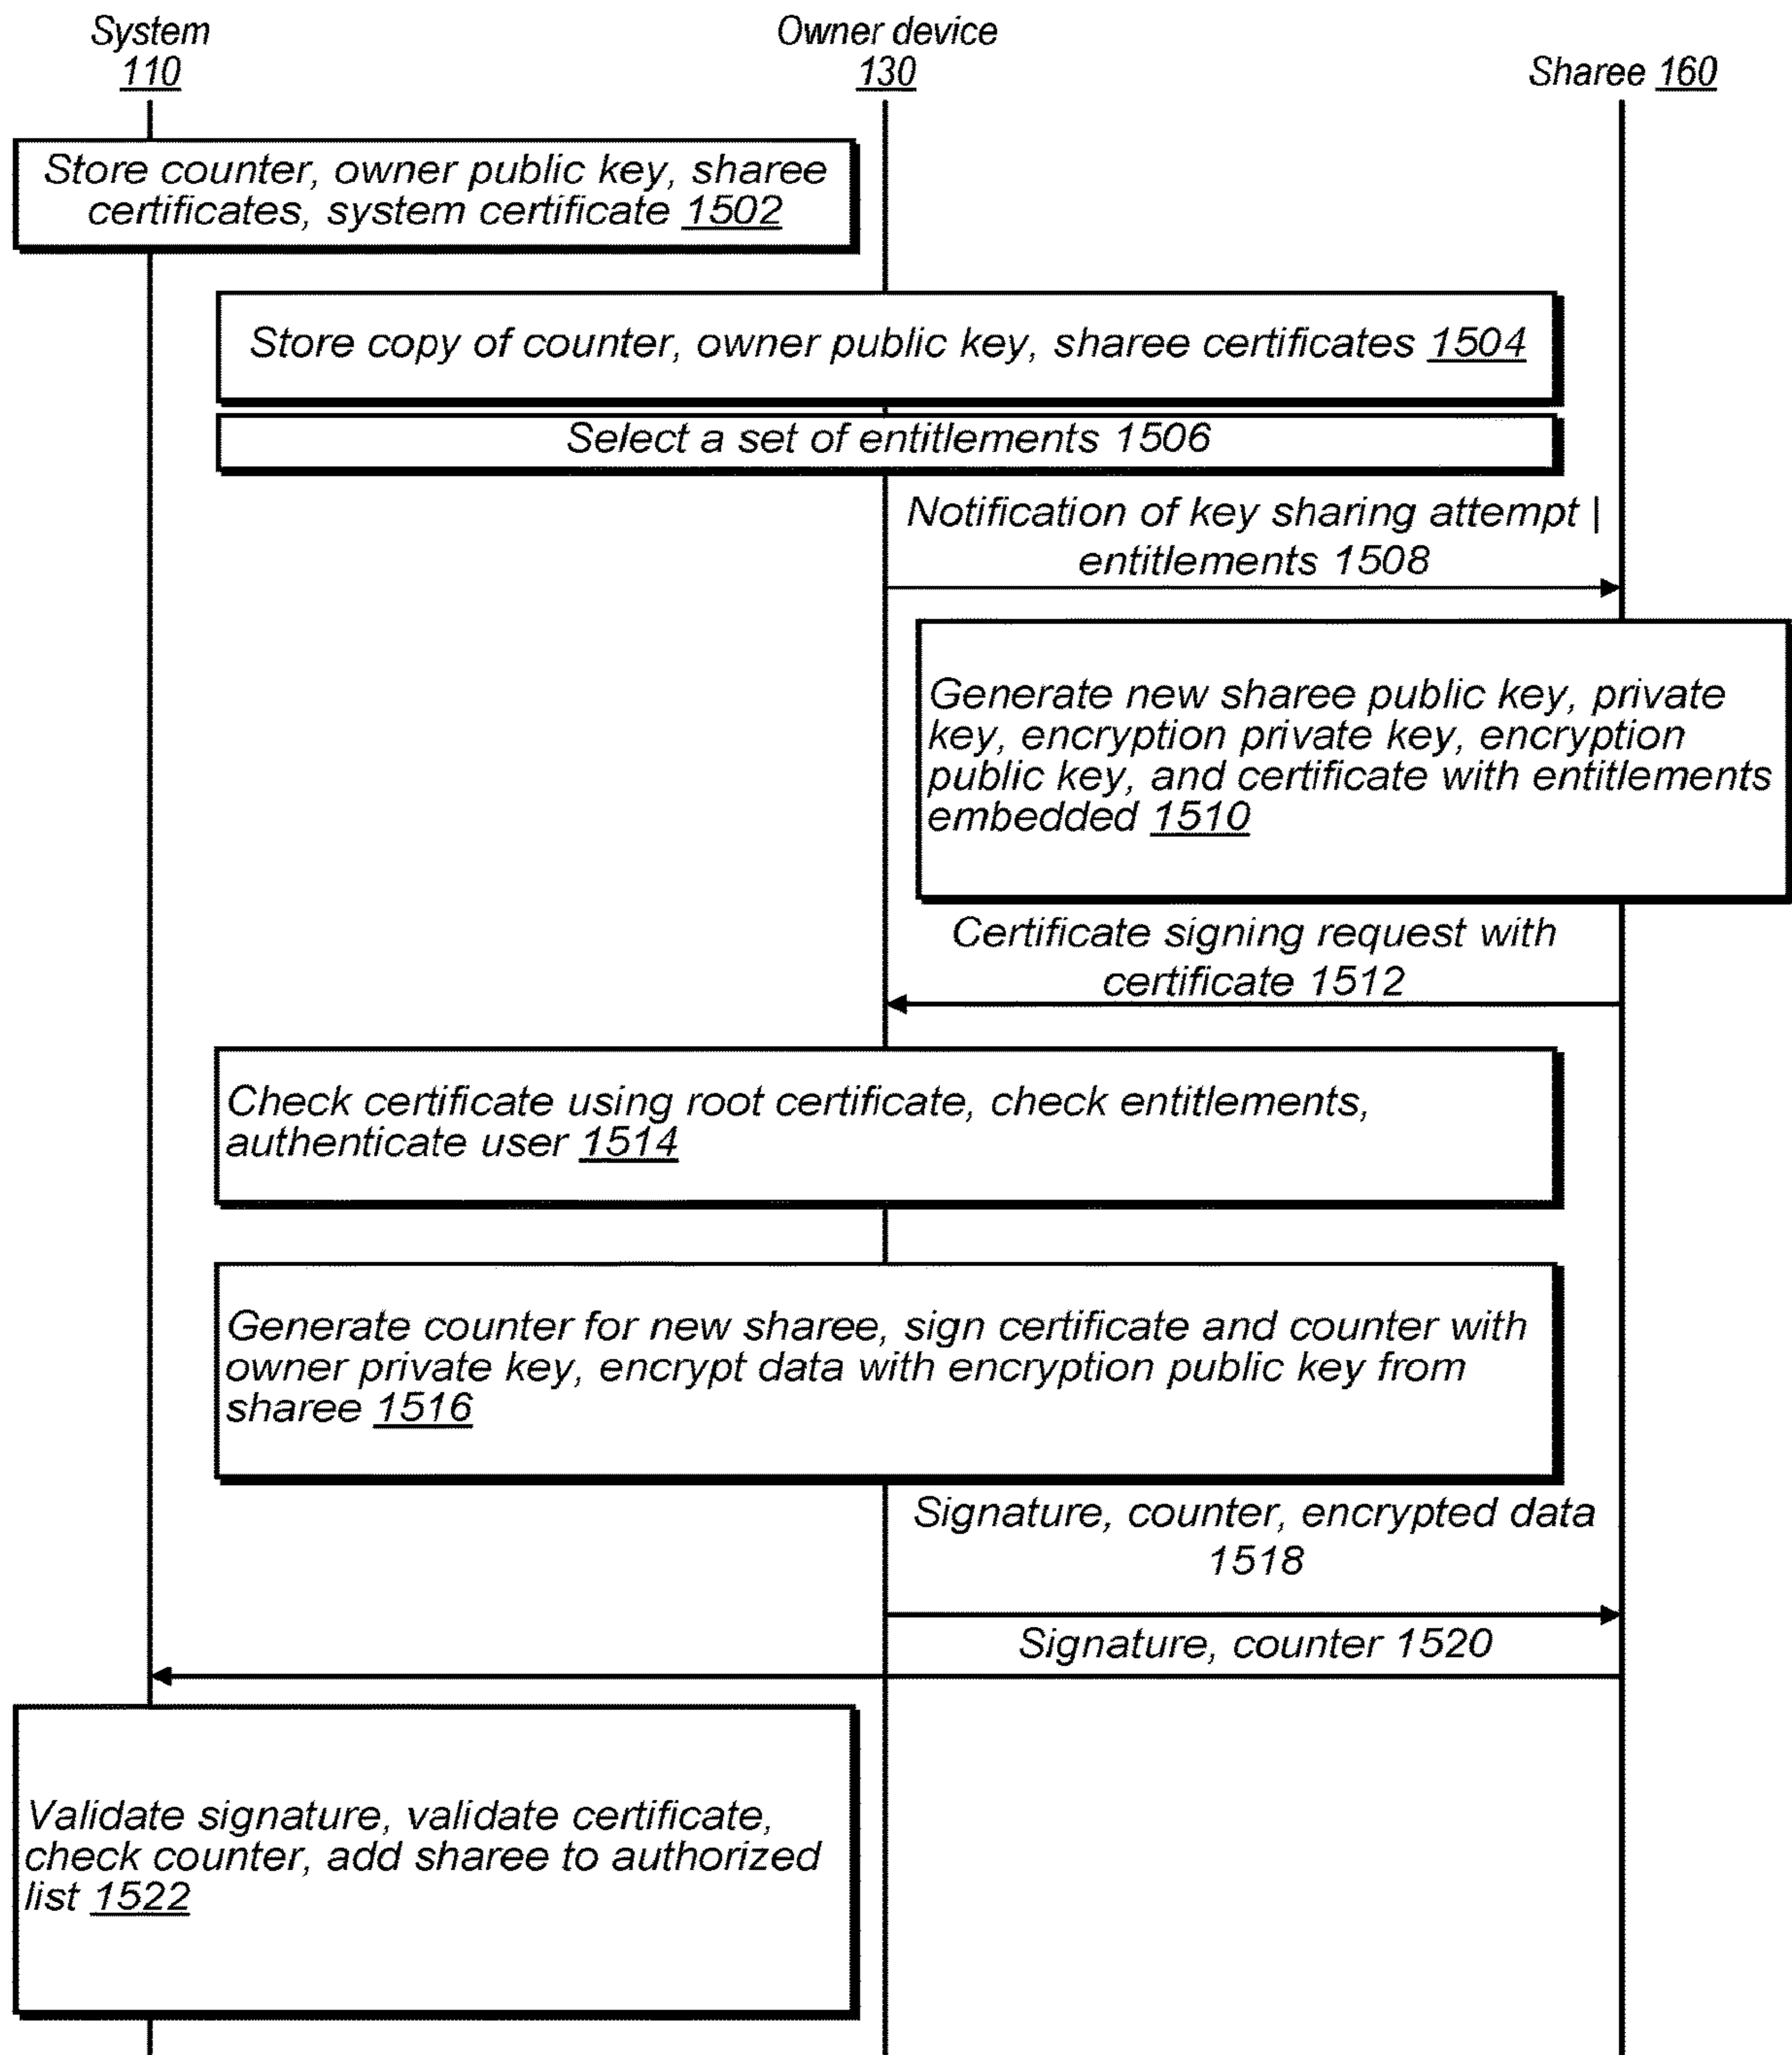 System
110
Owner device
130
Sharee 160
Store counter, owner public key, sharee
certificates, system certificate 1502
Store copy of counter, owner public key, sharee certificates 1504
Select a set of entitlements 1506
Notification of key sharing attempt |
entitlements 1508
Generate new sharee public key, private
key, encryption private key, encryption
public key, and certificate with entitlements
embedded 1510
Certificate signing request with
certificate 1512
Check certificate using root certificate, check entitlements,
authenticate user 1514
Generate counter for new sharee, sign certificate and counter with
owner private key, encrypt data with encryption public key from
sharee 1516
Signature, counter, encrypted data
1518
Signature, counter 1520
Validate signature, validate certificate,
check counter, add sharee to authorized
list 1522